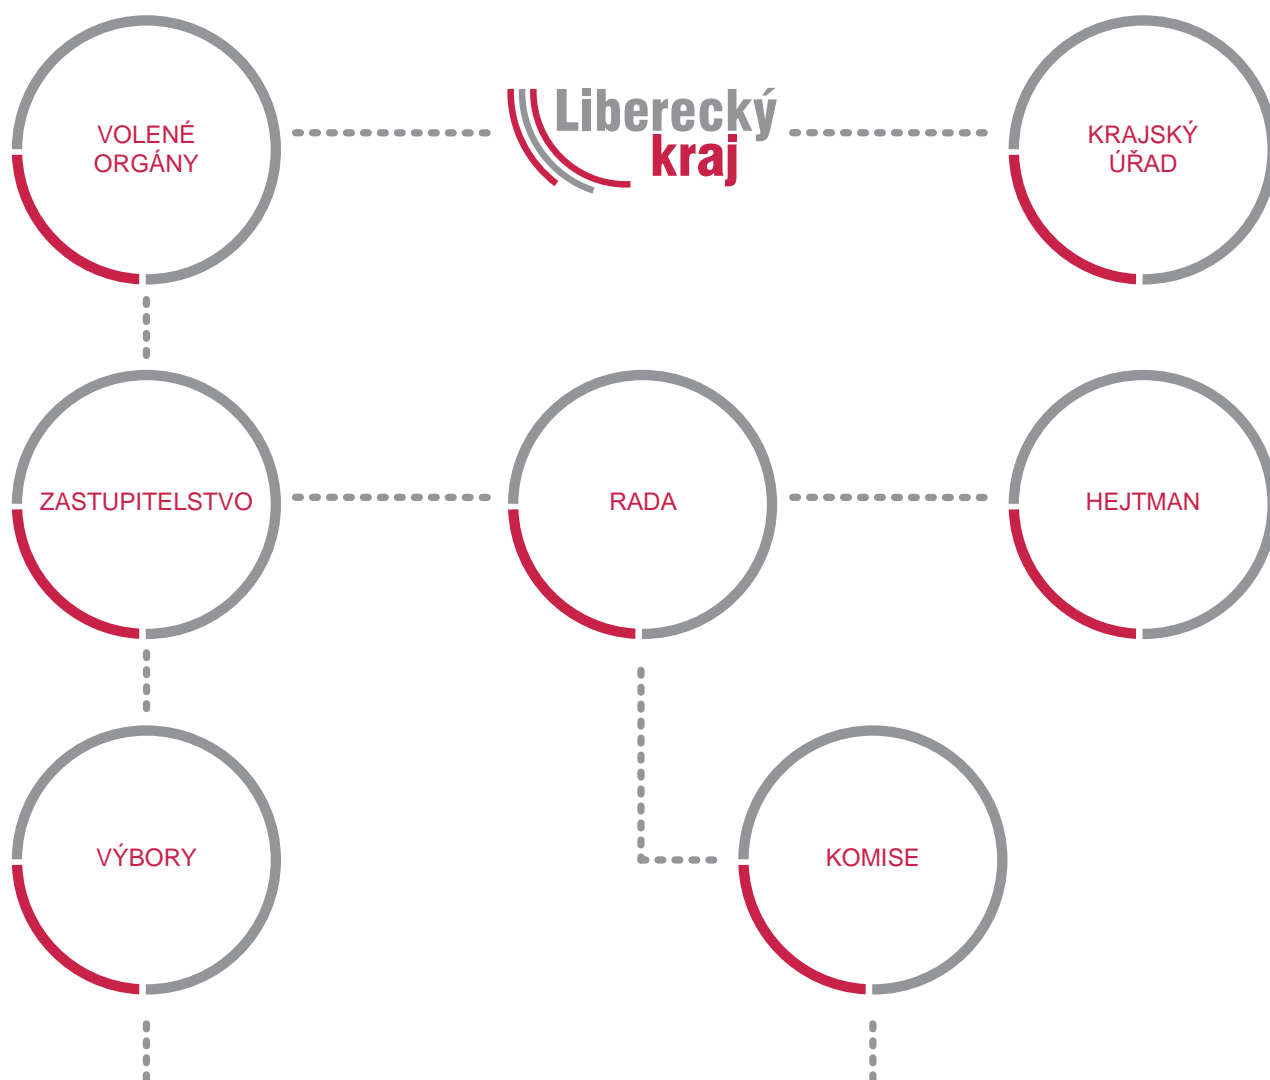 VOLENÉ
ORGÁNY
Liberecký
kraj
KRAJSKÝ
ÚŘAD
ZASTUPITELSTVO
RADA
HEJTMAN
VÝBORY
KOMISE